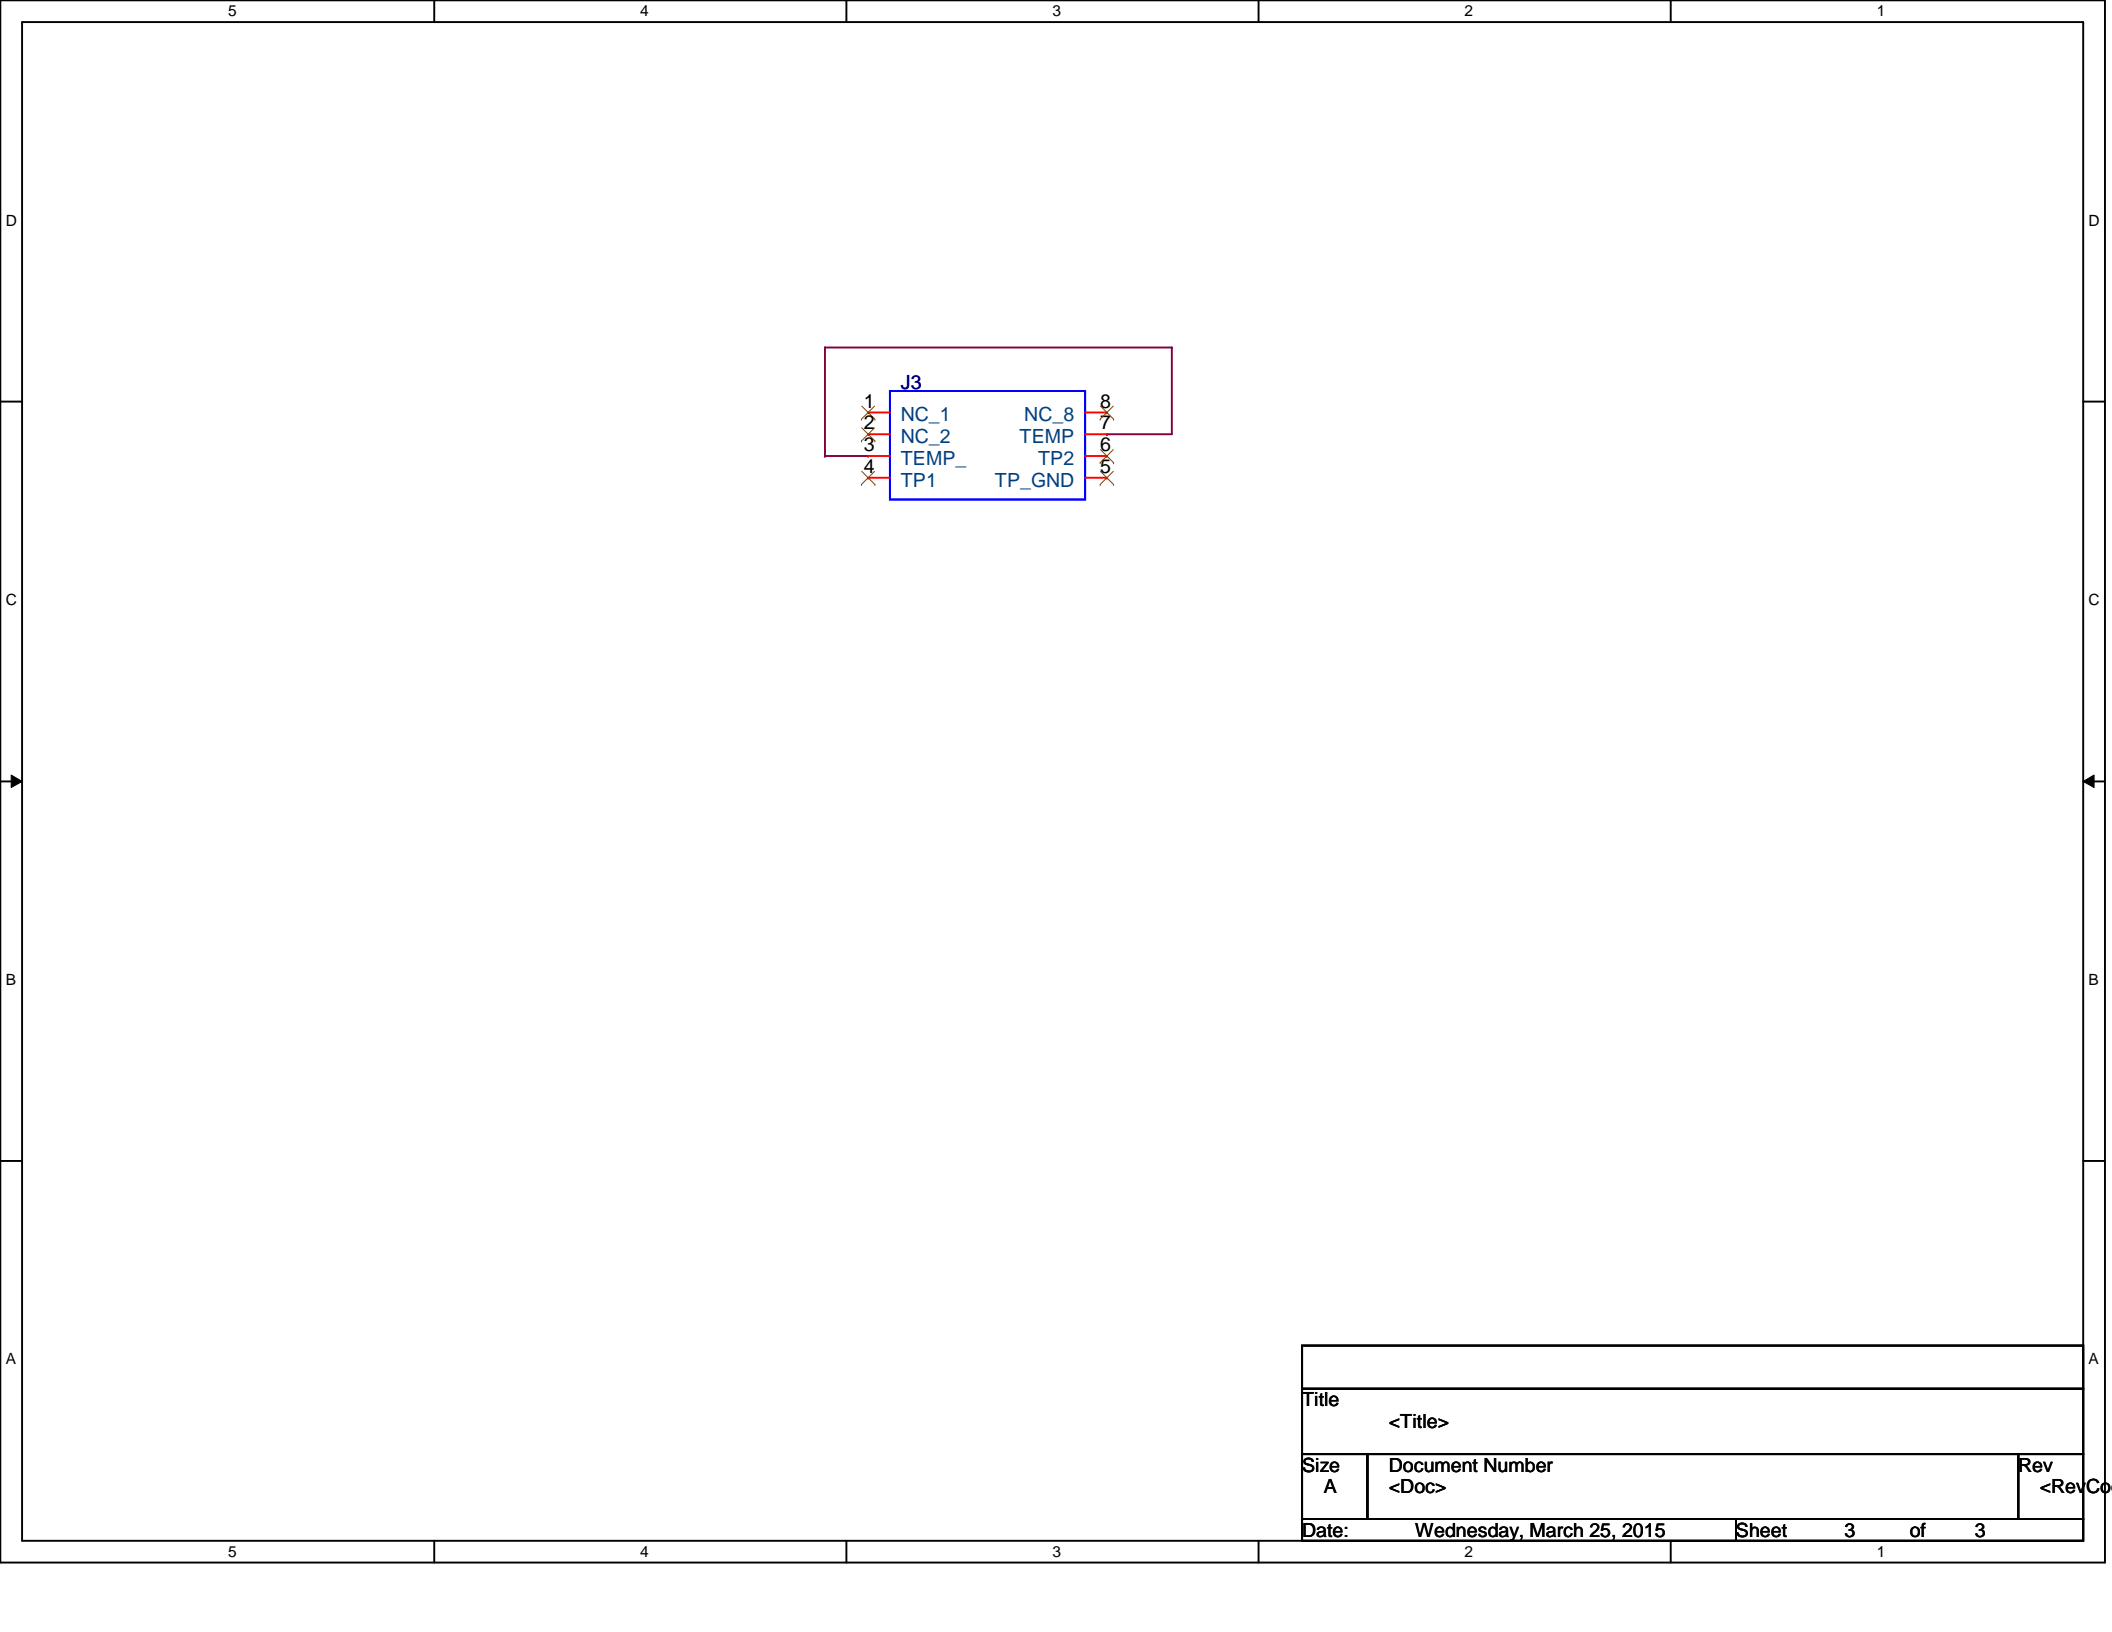 5 4 3 2 1
D D
J3
1 NC_1 NC_8 8
2 NC_2 TEMP 7
3 TEMP_ TP2 6
4 TP1 TP_GND 5
C C
B B
A A
Title
<Title>
Size Document Number Rev
A <Doc> <RevCo
Date: Wednesday, March 25, 2015 Sheet 3 of 3
5 4 3 2 1